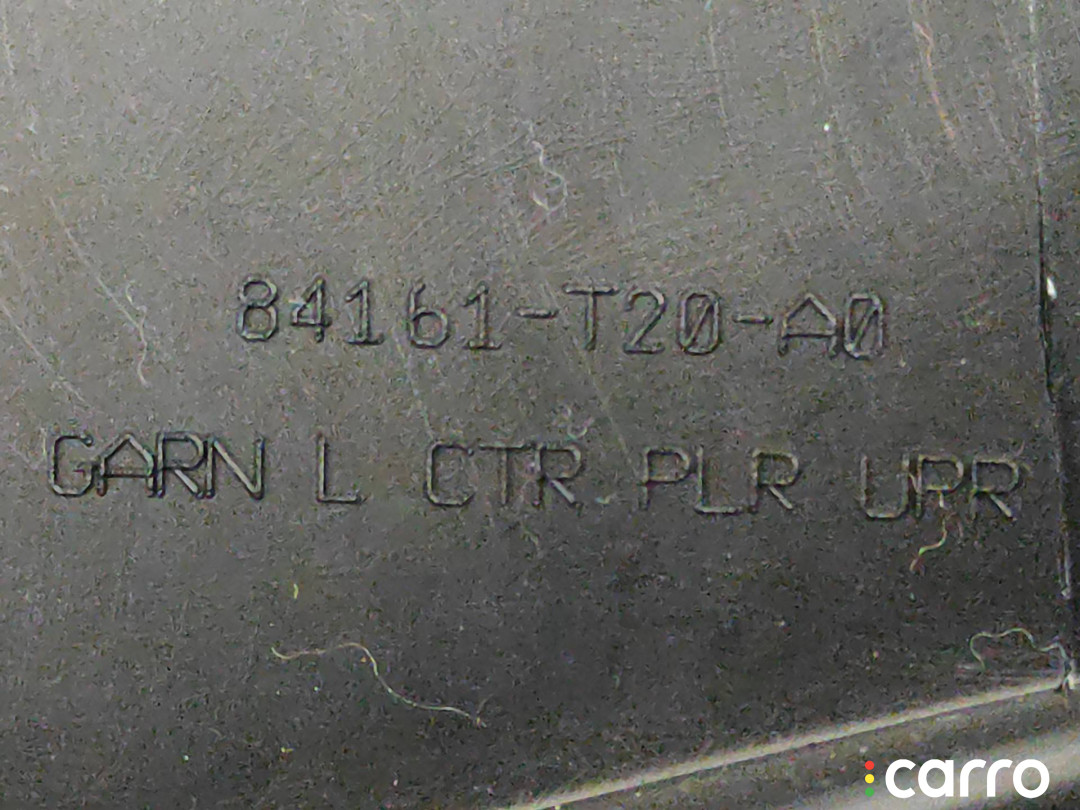 84161-T20-A0
GARN L CTR PLR UPR
carro